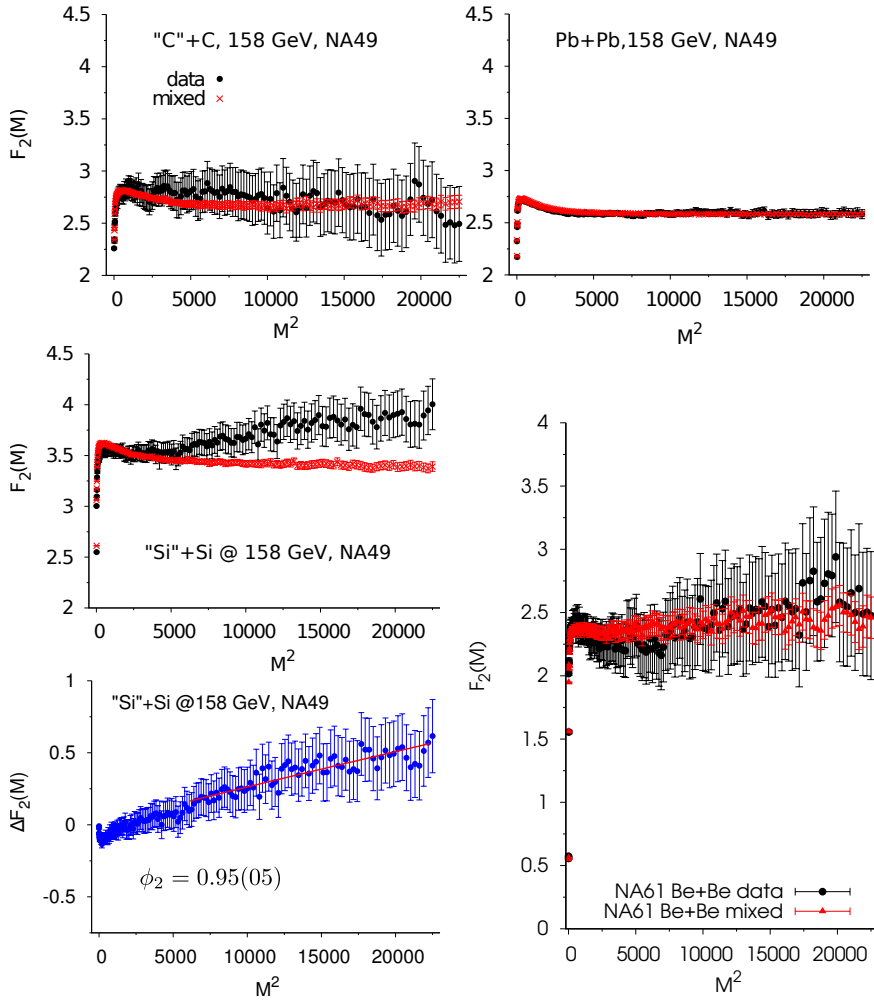 "C"+C, 158 GeV, NA49
data
mixed
F2(M)
4.5
4
3.5
3
2.5
2
0 5000 10000 15000 20000
M²
Pb+Pb,158 GeV, NA49
4.5
4
3.5
3
2.5
2
0 5000 10000 15000 20000
M²
F2(M)
4.5
4
3.5
3
2.5
2
"Si"+Si @ 158 GeV, NA49
0 5000 10000 15000 20000
M²
"Si"+Si @158 GeV, NA49
ΔF2(M)
1
0.5
0
-0.5
ϕ2 = 0.95(05)
0 5000 10000 15000 20000
M²
F2(M)
4
3.5
3
2.5
2
1.5
1
0.5
0
NA61 Be+Be data
NA61 Be+Be mixed
0 5000 10000 15000 20000
M²